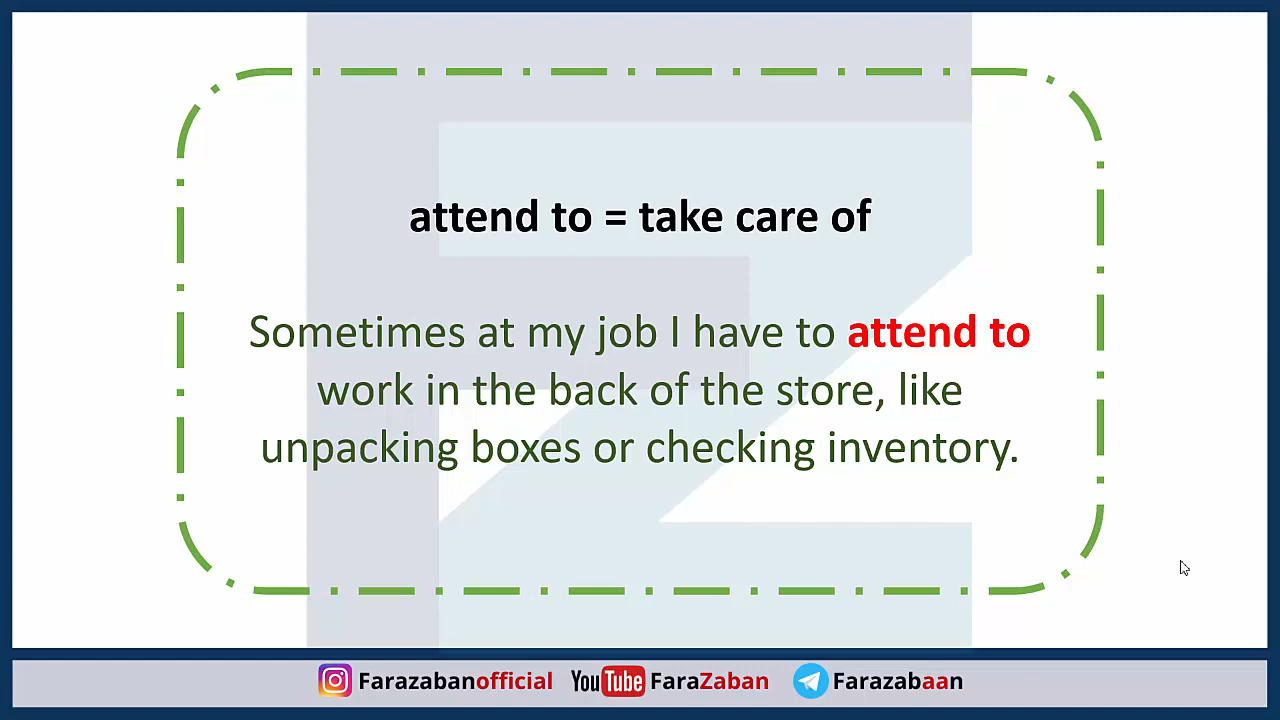 attend to = take care of
Sometimes at my job I have to attend to
work in the back of the store, like
unpacking boxes or checking inventory.
Farazabanofficial YouTube FaraZaban Farazabaan